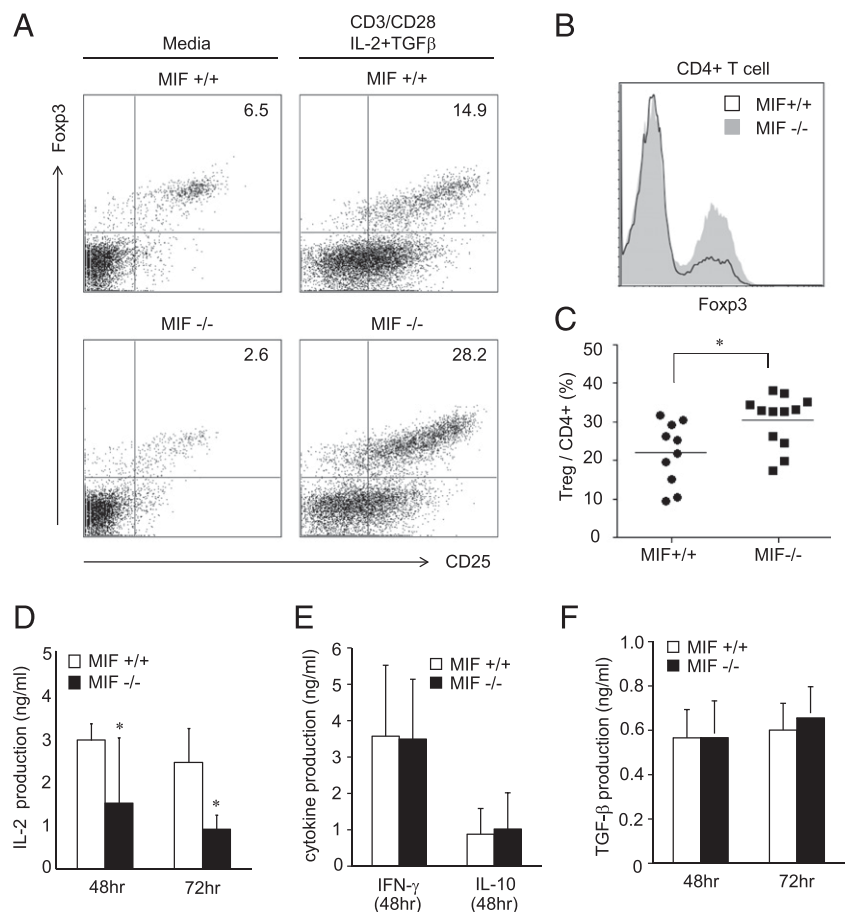 A
Media
CD3/CD28
IL-2+TGFβ
MIF +/+
MIF +/+
Foxp3
6.5
14.9
MIF -/-
MIF -/-
2.6
28.2
CD25
B
CD4+ T cell
MIF+/+
MIF -/-
Foxp3
C
*
50
40
30
20
10
0
Treg / CD4+ (%)
MIF+/+
MIF-/-
D
MIF +/+
MIF -/-
5
4
3
2
1
0
IL-2 production (ng/ml)
*
*
48hr
72hr
E
MIF +/+
MIF -/-
6
5
4
3
2
1
0
cytokine production (ng/ml)
IFN-γ
(48hr)
IL-10
(48hr)
F
MIF +/+
MIF -/-
1.0
0.8
0.6
0.4
0.2
0
TGF-β production (ng/ml)
48hr
72hr